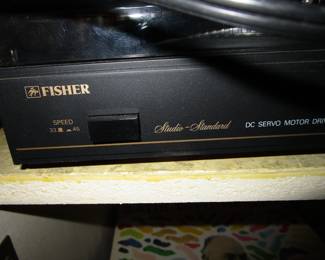 FISHER
SPEED
33 45
Studio-Standard
DC SERVO MOTOR DRIV